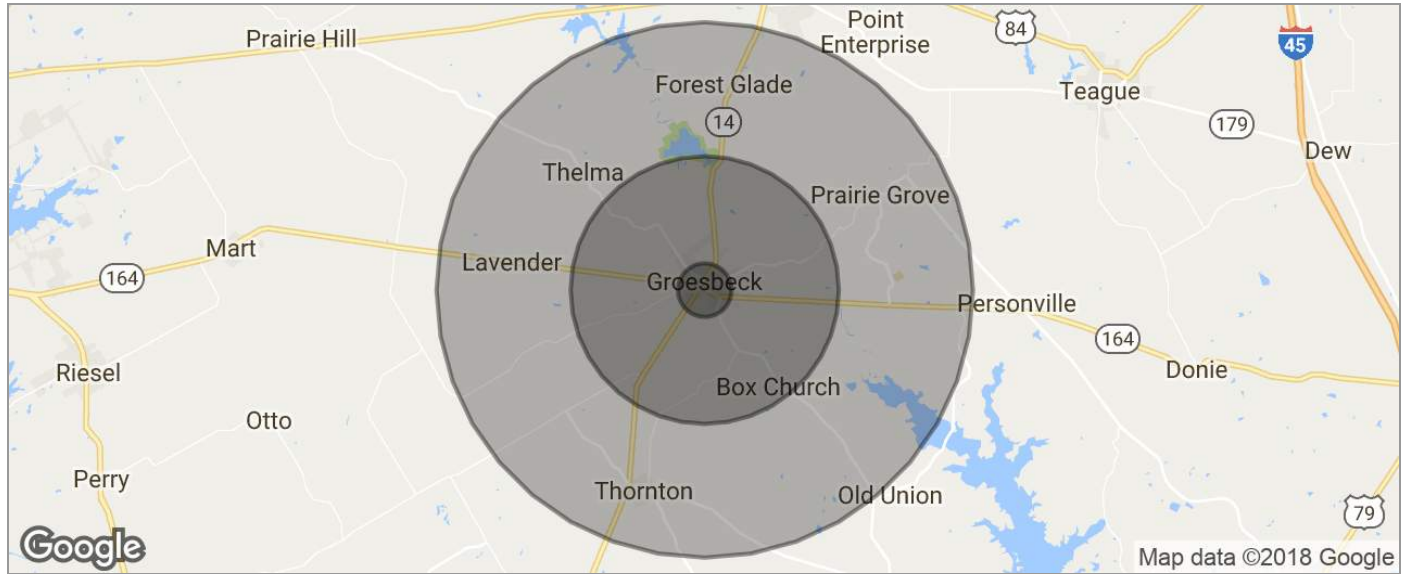 Prairie Hill
Point
Enterprise
84
45
Forest Glade
Teague
14
179
Dew
Thelma
Prairie Grove
Mart
Lavender
164
Groesbeck
Personville
164
Riesel
Donie
Box Church
Otto
Perry
Thornton
Old Union
79
Google
Map data ©2018 Google